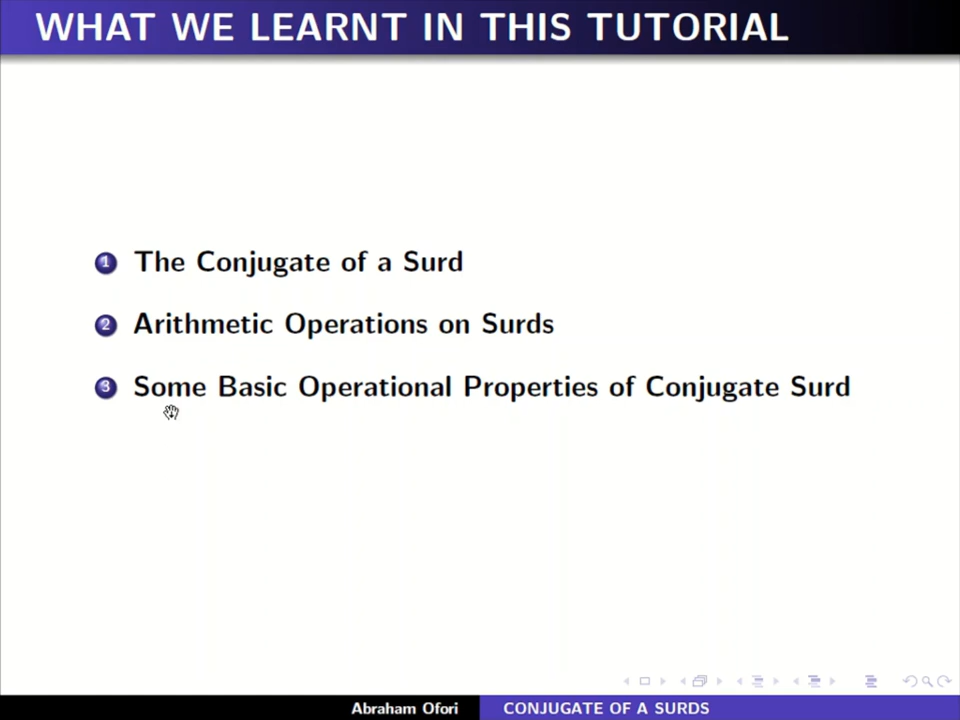 WHAT WE LEARNT IN THIS TUTORIAL
1 The Conjugate of a Surd
2 Arithmetic Operations on Surds
3 Some Basic Operational Properties of Conjugate Surd
Abraham Ofori CONJUGATE OF A SURDS